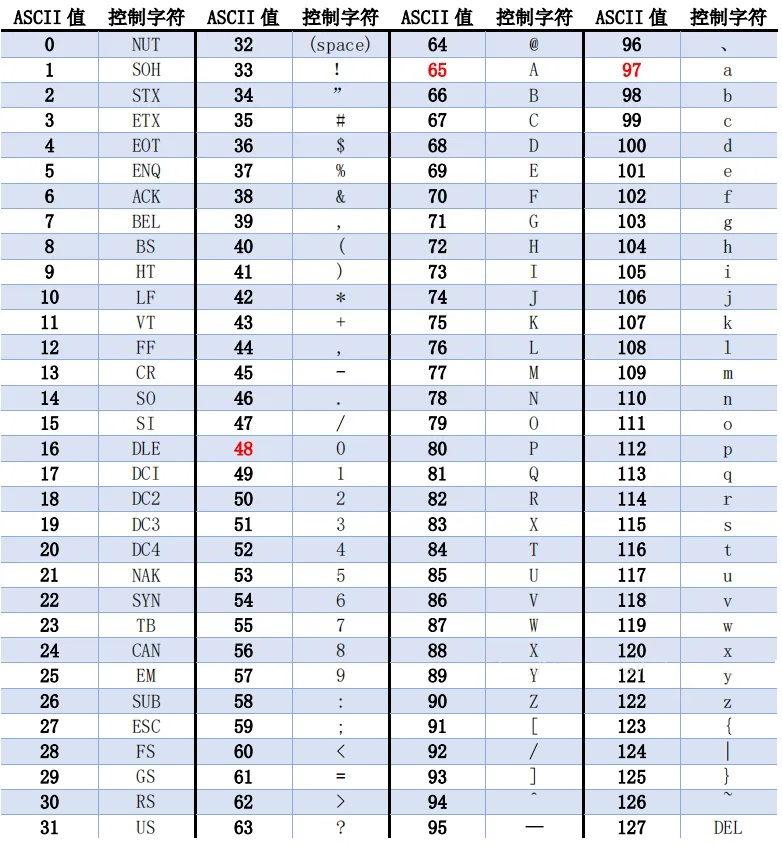 ASCII 值 控制字符 ASCII 值 控制字符 ASCII 值 控制字符 ASCII 值 控制字符
0 NUT 32 (space) 64 @ 96 、
1 SOH 33 ! 65 A 97 a
2 STX 34 ” 66 B 98 b
3 ETX 35 # 67 C 99 c
4 EOT 36 $ 68 D 100 d
5 ENQ 37 % 69 E 101 e
6 ACK 38 & 70 F 102 f
7 BEL 39 , 71 G 103 g
8 BS 40 ( 72 H 104 h
9 HT 41 ) 73 I 105 i
10 LF 42 * 74 J 106 j
11 VT 43 + 75 K 107 k
12 FF 44 , 76 L 108 l
13 CR 45 - 77 M 109 m
14 SO 46 . 78 N 110 n
15 SI 47 / 79 O 111 o
16 DLE 48 0 80 P 112 p
17 DCI 49 1 81 Q 113 q
18 DC2 50 2 82 R 114 r
19 DC3 51 3 83 X 115 s
20 DC4 52 4 84 T 116 t
21 NAK 53 5 85 U 117 u
22 SYN 54 6 86 V 118 v
23 TB 55 7 87 W 119 w
24 CAN 56 8 88 X 120 x
25 EM 57 9 89 Y 121 y
26 SUB 58 : 90 Z 122 z
27 ESC 59 ; 91 [ 123 {
28 FS 60 < 92 / 124 |
29 GS 61 = 93 ] 125 }
30 RS 62 > 94 ^ 126 ~
31 US 63 ? 95 — 127 DEL